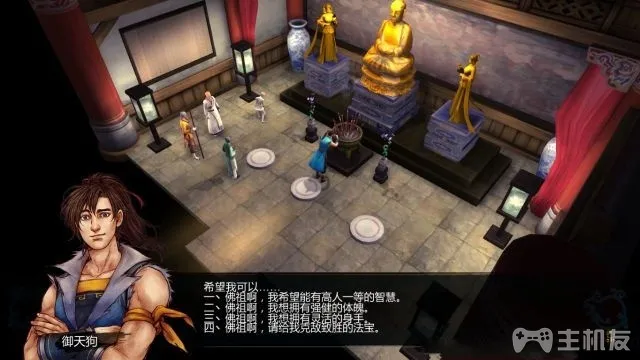 希望我可以……
一、佛祖啊，我希望能有高人一等的智慧。
二、佛祖啊，我想拥有强健的体魄。
三、佛祖啊，我想拥有灵活的身手。
四、佛祖啊，请给我克敌致胜的法宝。
御天狗
主机友